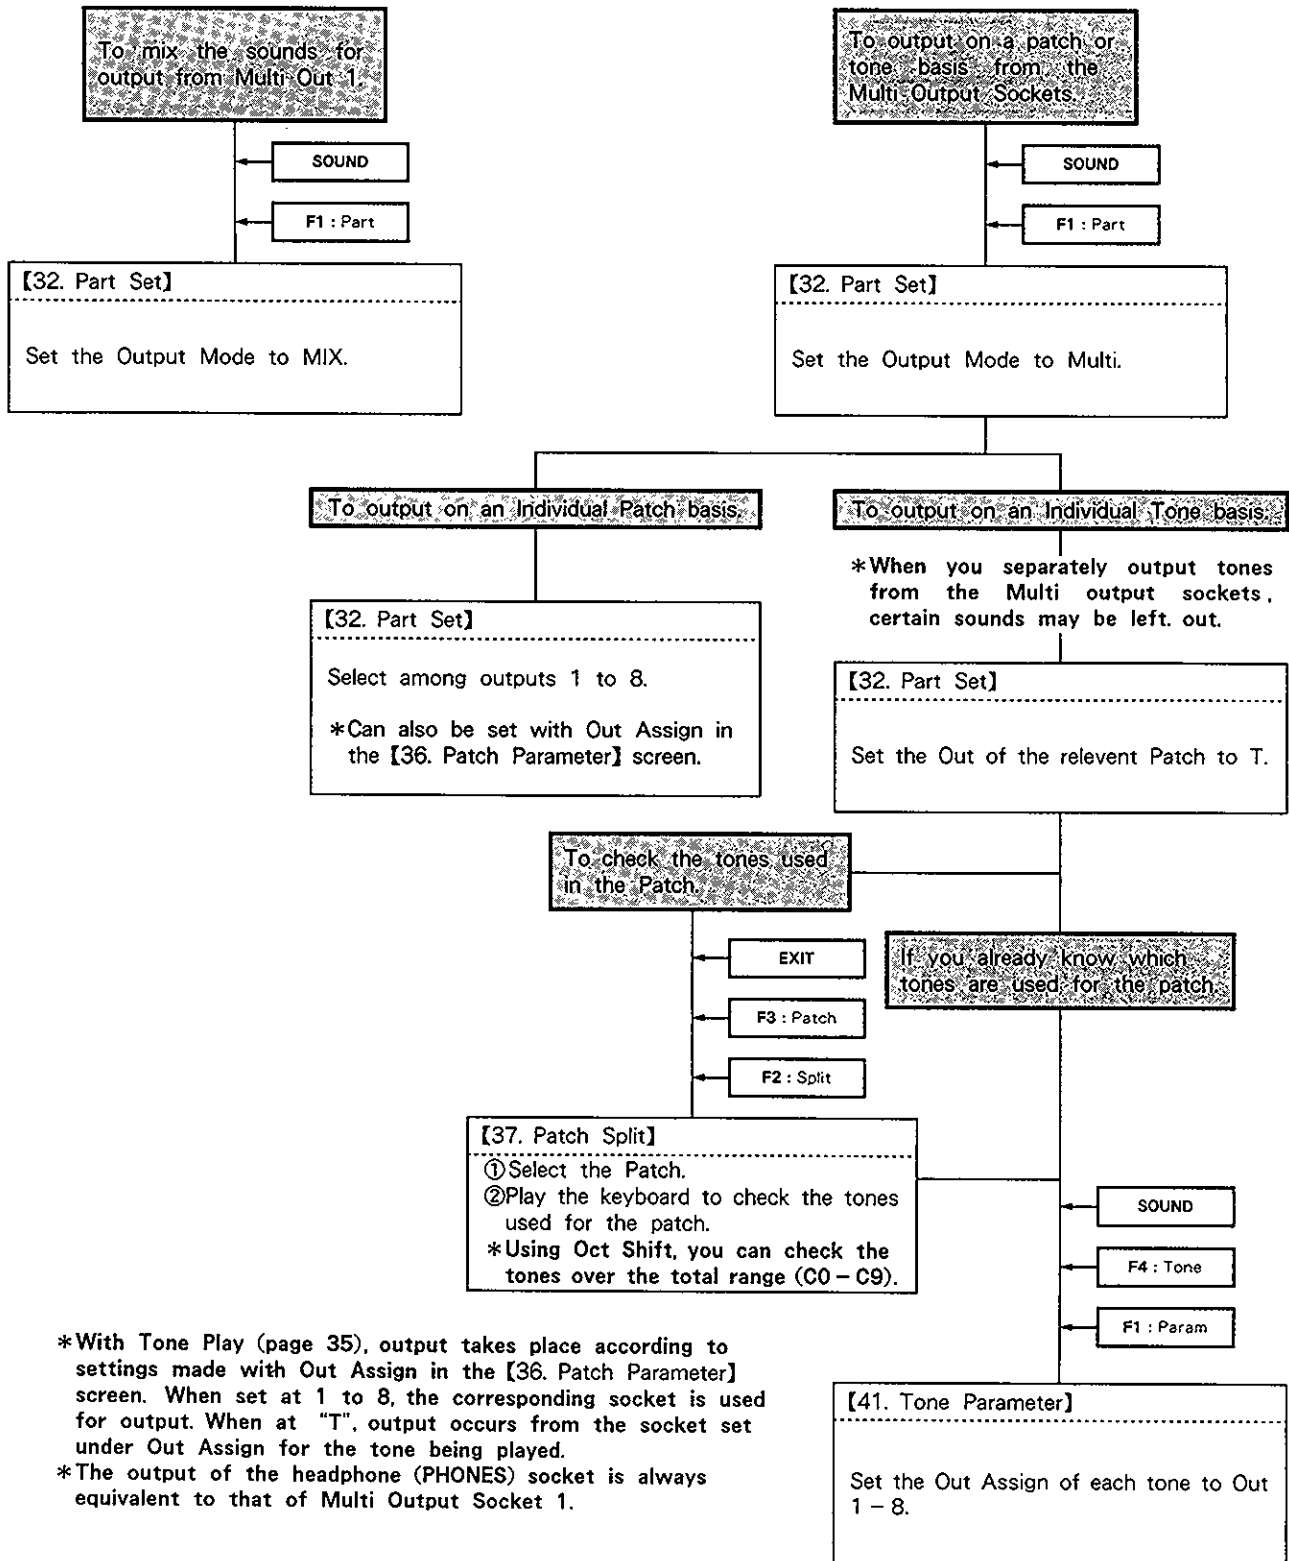 To mix the sounds for
output from Multi Out 1.
SOUND
F1 : Part
【32. Part Set】
Set the Output Mode to MIX.
To output on a patch or
tone basis from the
Multi Output Sockets.
SOUND
F1 : Part
【32. Part Set】
Set the Output Mode to Multi.
To output on an Individual Patch basis.
【32. Part Set】
Select among outputs 1 to 8.
*Can also be set with Out Assign in
the 【36. Patch Parameter】 screen.
To output on an Individual Tone basis.
*When you separately output tones
from the Multi output sockets,
certain sounds may be left. out.
【32. Part Set】
Set the Out of the relevent Patch to T.
To check the tones used
in the Patch.
EXIT
F3 : Patch
F2 : Split
【37. Patch Split】
①Select the Patch.
②Play the keyboard to check the tones
used for the patch.
*Using Oct Shift, you can check the
tones over the total range (C0 – C9).
If you already know which
tones are used for the patch.
SOUND
F4 : Tone
F1 : Param
【41. Tone Parameter】
Set the Out Assign of each tone to Out
1 – 8.
*With Tone Play (page 35), output takes place according to
settings made with Out Assign in the 【36. Patch Parameter】
screen. When set at 1 to 8, the corresponding socket is used
for output. When at "T", output occurs from the socket set
under Out Assign for the tone being played.
*The output of the headphone (PHONES) socket is always
equivalent to that of Multi Output Socket 1.